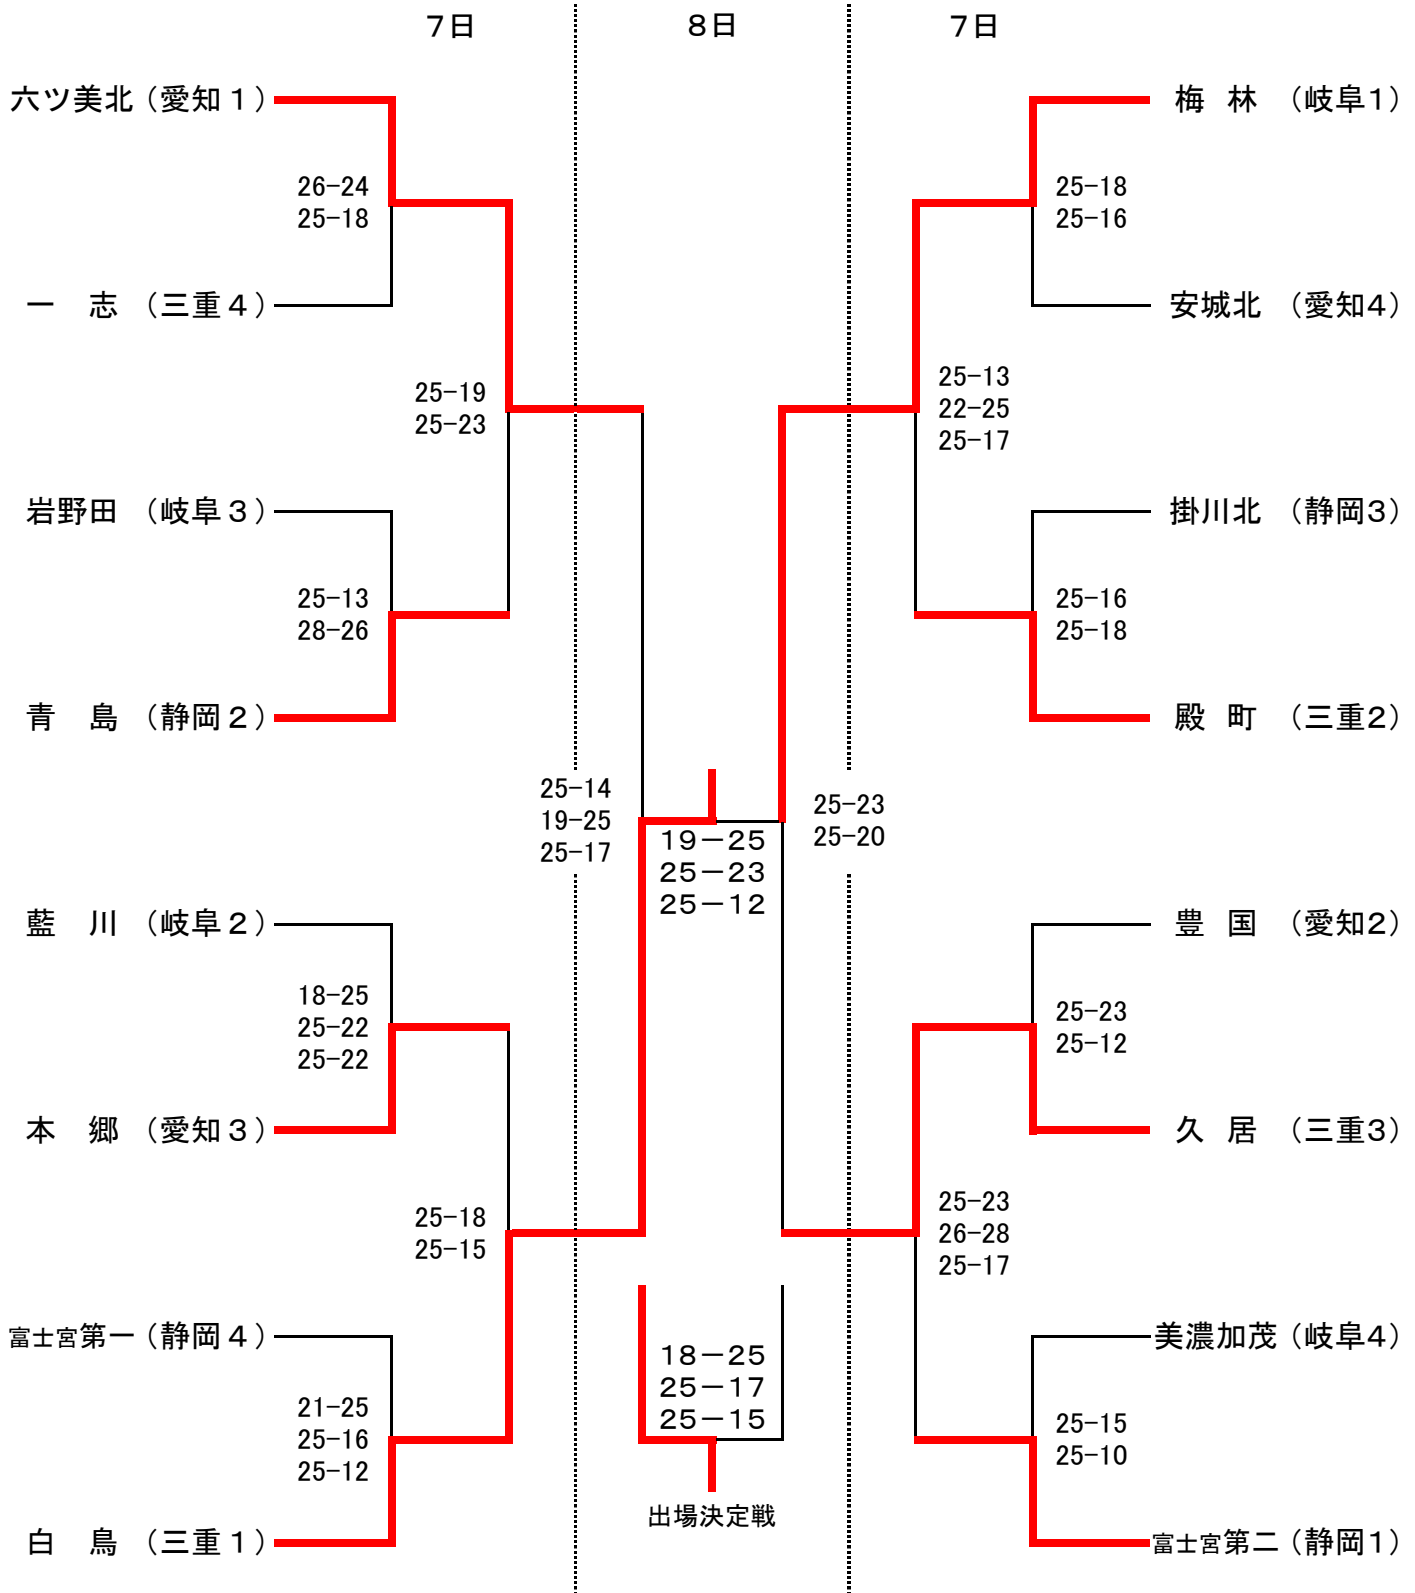 ７日 ８日 ７日
六ツ美北（愛知１） 梅 林 （岐阜1）
26-24 25-18
25-18 25-16
一 志 （三重４） 安城北 （愛知4）
25-13
25-19 22-25
25-23 25-17
岩野田 （岐阜３） 掛川北 （静岡3）
25-13 25-16
28-26 25-18
青 島 （静岡２） 殿 町 （三重2）
25-14 25-23
19-25 25-20
25-17
１９－２５
２５－２３
２５－１２
藍 川 （岐阜２） 豊 国 （愛知2）
18-25 25-23
25-22 25-12
25-22
本 郷 （愛知３） 久 居 （三重3）
25-18 25-23
25-15 26-28
25-17
富士宮第一（静岡４） 美濃加茂（岐阜4）
１８－２５
２５－１７
２５－１５
21-25 25-15
25-16 25-10
25-12
出場決定戦
白 鳥 （三重１） 富士宮第二（静岡1）